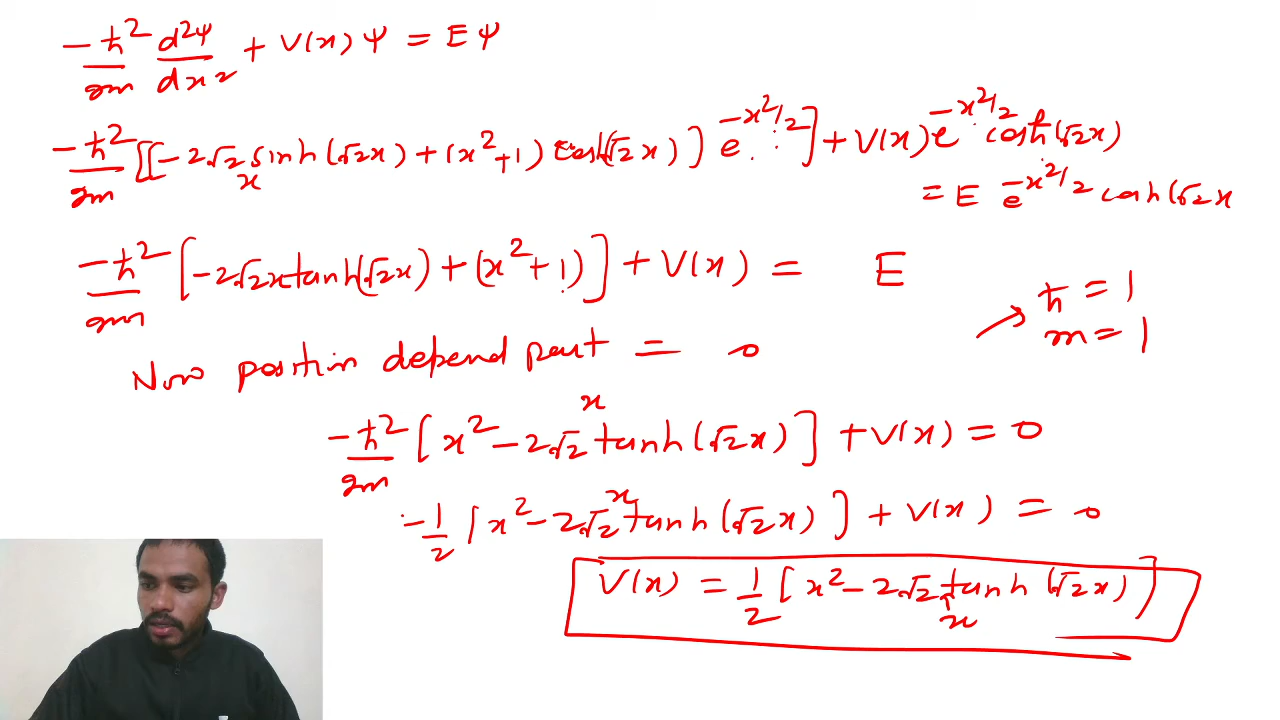 -ħ²/2m d²ψ/dx² + V(x) ψ = E ψ
-ħ²/2m [[-2√2 x sinh(√2x) + (x²+1) cosh(√2x)] e^(-x²/2)] + V(x) e^(-x²/2) cosh(√2x)
= E e^(-x²/2) cosh(√2x
-ħ²/2m [-2√2x tanh(√2x) + (x²+1)] + V(x) = E
→ ħ = 1
m = 1
Now position depend part = 0
-ħ²/2m [x² - 2√2 x tanh(√2x)] + V(x) = 0
-1/2 [x² - 2√2 x tanh(√2x)] + V(x) = 0
V(x) = 1/2 [x² - 2√2 x tanh(√2x)]